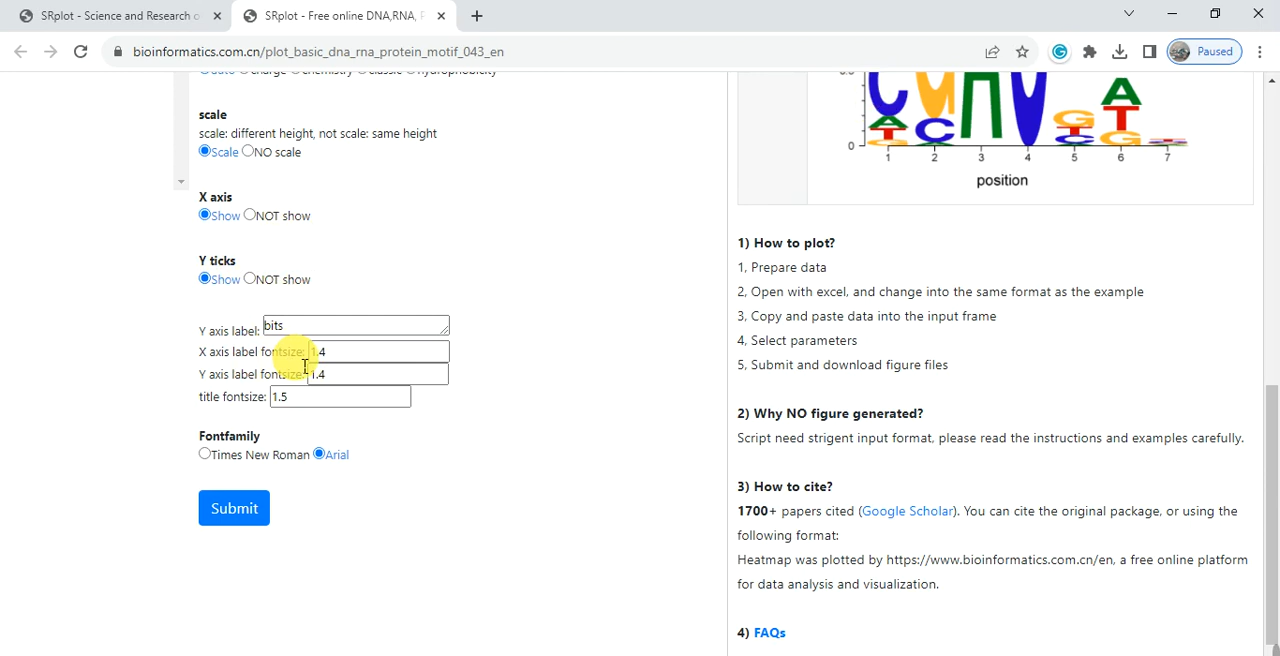 SRplot - Science and Research o
SRplot - Free online DNA,RNA, P
bioinformatics.com.cn/plot_basic_dna_rna_protein_motif_043_en
Paused
auto charge chemistry classic hydrophobicity
scale
scale: different height, not scale: same height
Scale NO scale
X axis
Show NOT show
Y ticks
Show NOT show
Y axis label: bits
X axis label fontsize: 1.4
Y axis label fontsize: 1.4
title fontsize: 1.5
Fontfamily
Times New Roman Arial
Submit
0
1 2 3 4 5 6 7
position
1) How to plot?
1, Prepare data
2, Open with excel, and change into the same format as the example
3, Copy and paste data into the input frame
4, Select parameters
5, Submit and download figure files
2) Why NO figure generated?
Script need strigent input format, please read the instructions and examples carefully.
3) How to cite?
1700+ papers cited (Google Scholar). You can cite the original package, or using the
following format:
Heatmap was plotted by https://www.bioinformatics.com.cn/en, a free online platform
for data analysis and visualization.
4) FAQs